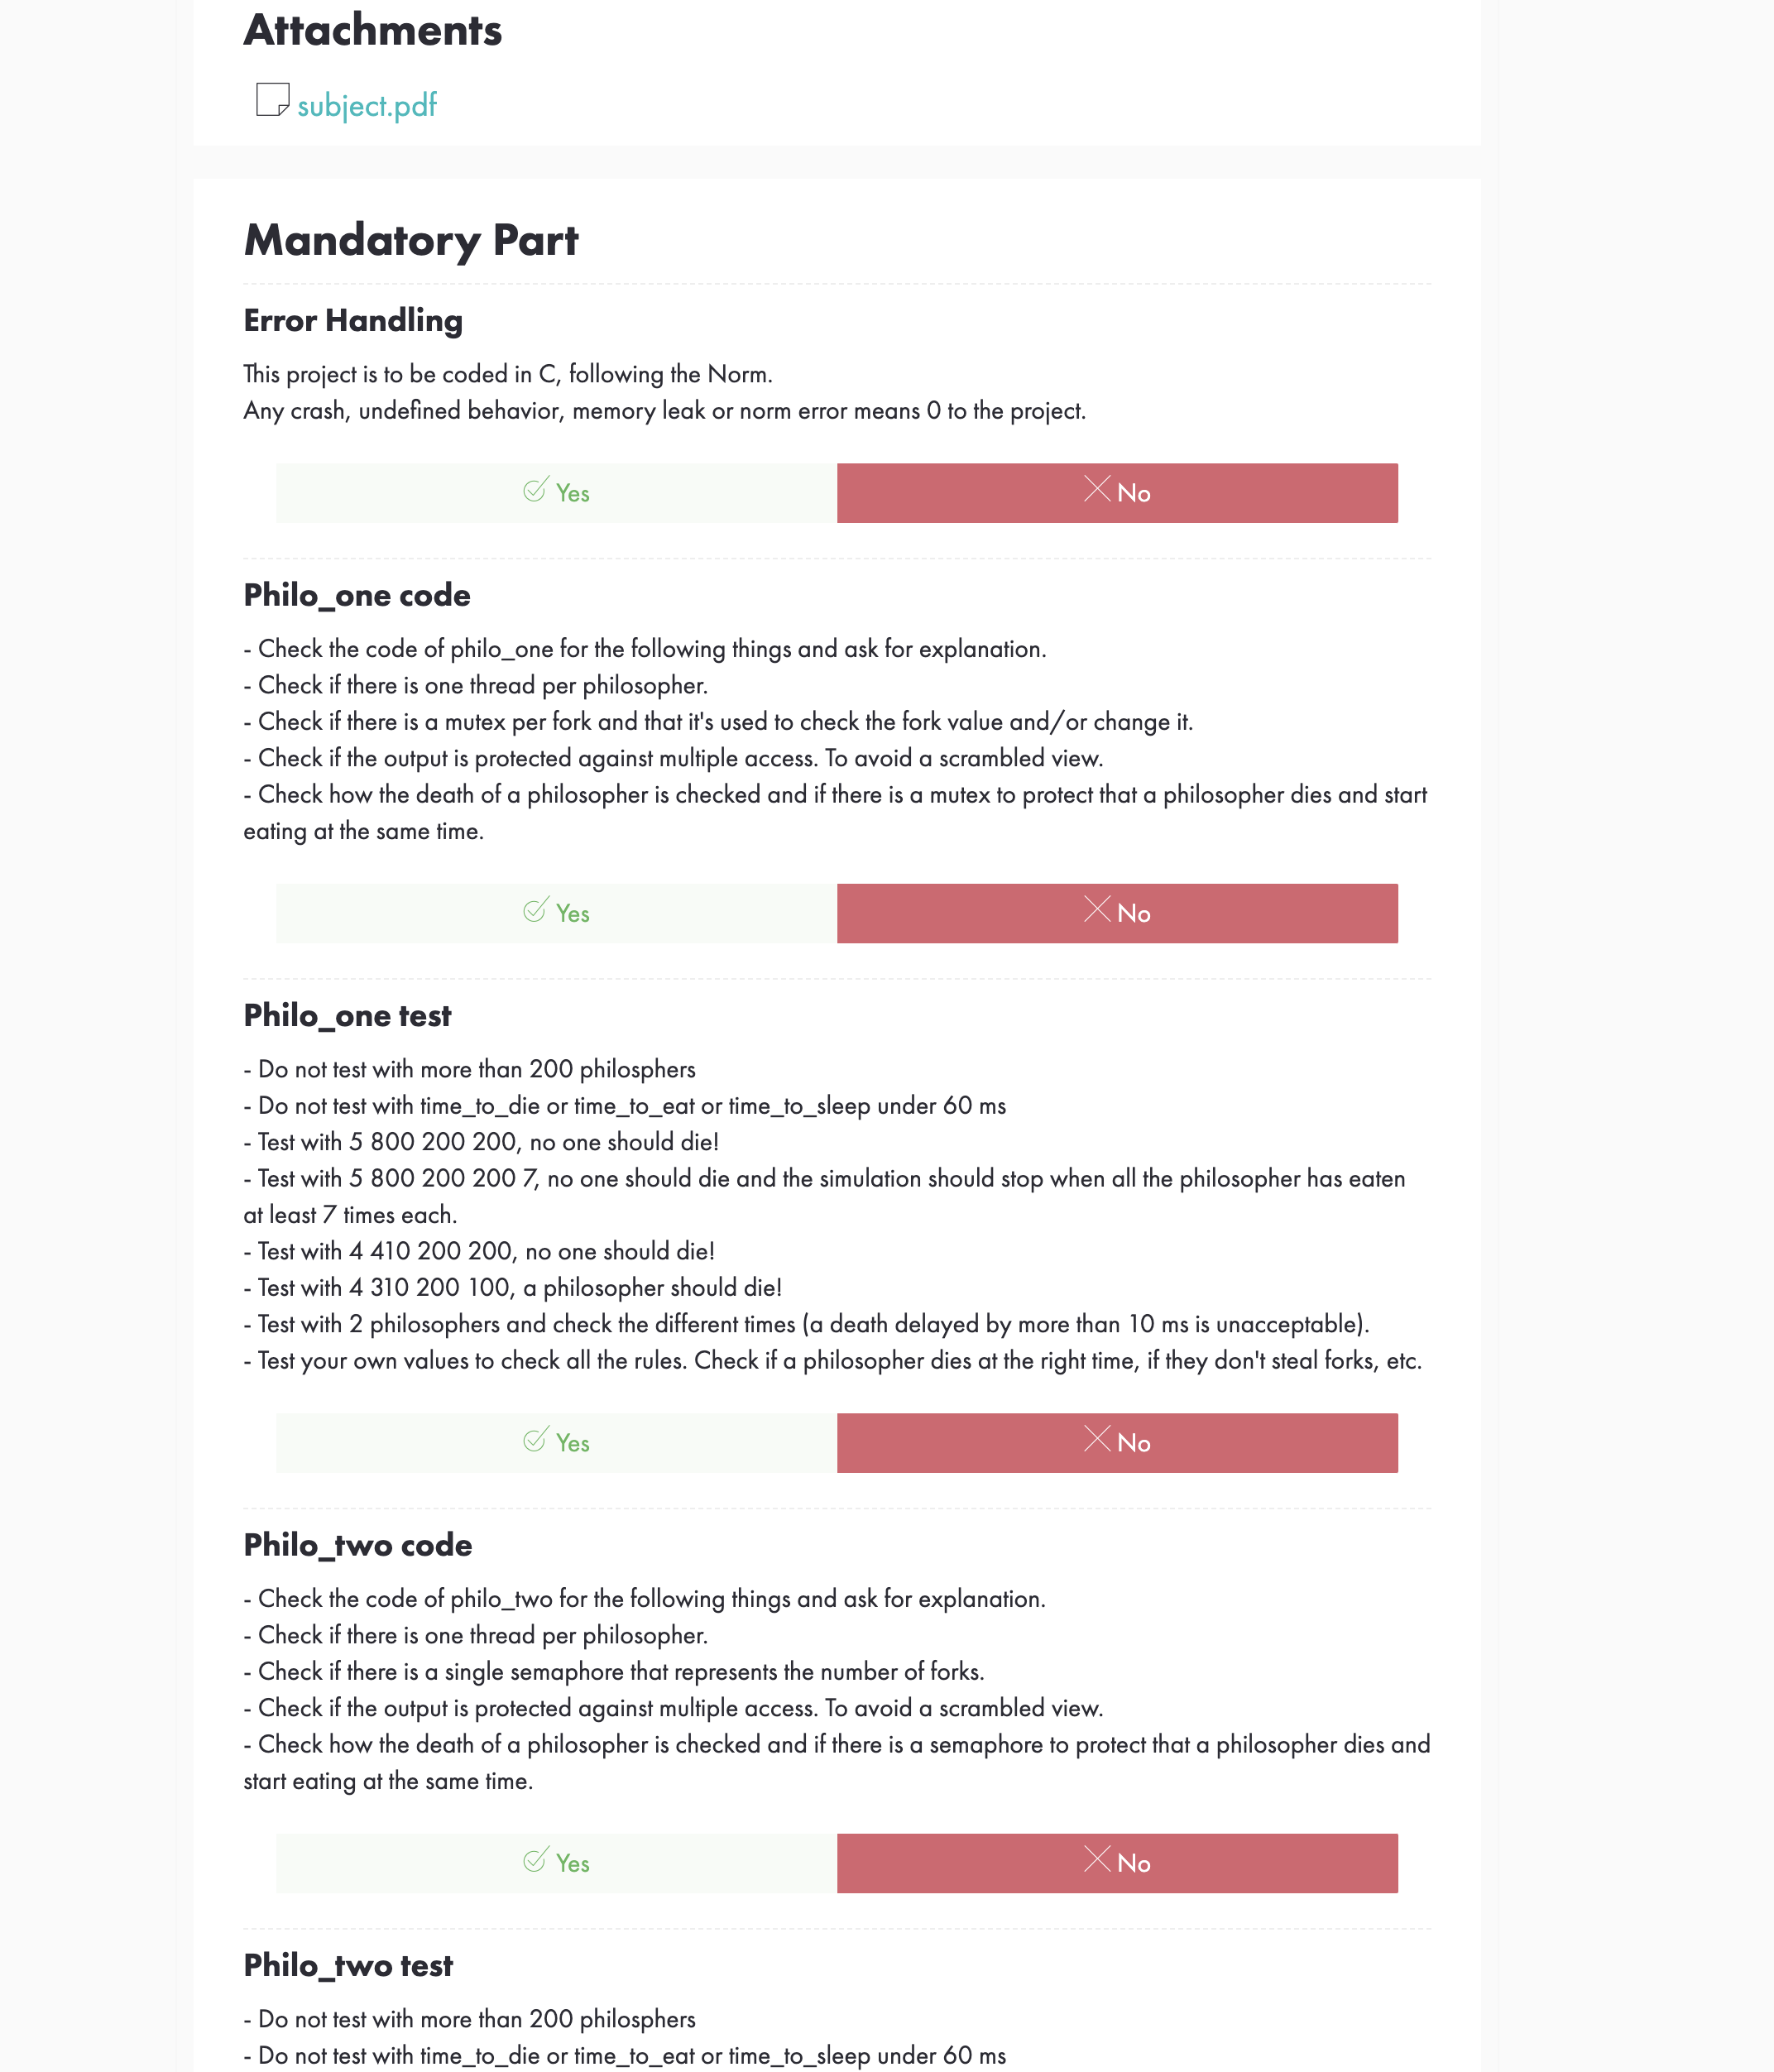 Attachments
subject.pdf
Mandatory Part
Error Handling
This project is to be coded in C, following the Norm.
Any crash, undefined behavior, memory leak or norm error means 0 to the project.
Yes
No
Philo_one code
- Check the code of philo_one for the following things and ask for explanation.
- Check if there is one thread per philosopher.
- Check if there is a mutex per fork and that it's used to check the fork value and/or change it.
- Check if the output is protected against multiple access. To avoid a scrambled view.
- Check how the death of a philosopher is checked and if there is a mutex to protect that a philosopher dies and start
eating at the same time.
Yes
No
Philo_one test
- Do not test with more than 200 philosphers
- Do not test with time_to_die or time_to_eat or time_to_sleep under 60 ms
- Test with 5 800 200 200, no one should die!
- Test with 5 800 200 200 7, no one should die and the simulation should stop when all the philosopher has eaten
at least 7 times each.
- Test with 4 410 200 200, no one should die!
- Test with 4 310 200 100, a philosopher should die!
- Test with 2 philosophers and check the different times (a death delayed by more than 10 ms is unacceptable).
- Test your own values to check all the rules. Check if a philosopher dies at the right time, if they don't steal forks, etc.
Yes
No
Philo_two code
- Check the code of philo_two for the following things and ask for explanation.
- Check if there is one thread per philosopher.
- Check if there is a single semaphore that represents the number of forks.
- Check if the output is protected against multiple access. To avoid a scrambled view.
- Check how the death of a philosopher is checked and if there is a semaphore to protect that a philosopher dies and
start eating at the same time.
Yes
No
Philo_two test
- Do not test with more than 200 philosphers
- Do not test with time_to_die or time_to_eat or time_to_sleep under 60 ms